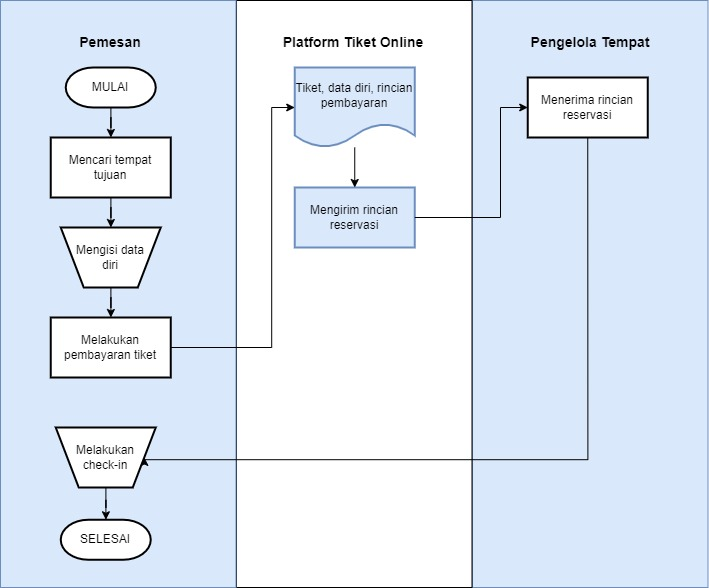 Pemesan
Platform Tiket Online
Pengelola Tempat
MULAI
Mencari tempat
tujuan
Mengisi data
diri
Melakukan
pembayaran tiket
Tiket, data diri, rincian
pembayaran
Mengirim rincian
reservasi
Menerima rincian
reservasi
Melakukan
check-in
SELESAI